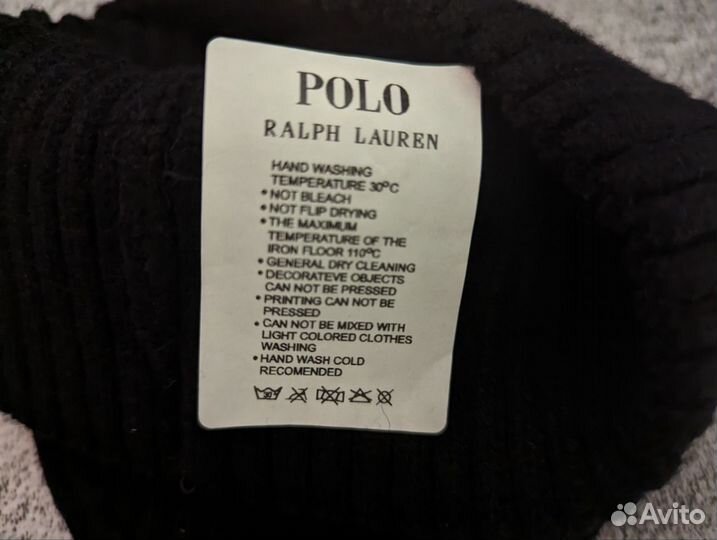 POLO
RALPH LAUREN
HAND WASHING
TEMPERATURE 30°C
• NOT BLEACH
• NOT FLIP DRYING
• THE MAXIMUM
TEMPERATURE OF THE
IRON FLOOR 110°C
• GENERAL DRY CLEANING
• DECORATEVE OBJECTS
CAN NOT BE PRESSED
• PRINTING CAN NOT BE
PRESSED
• CAN NOT BE MIXED WITH
LIGHT COLORED CLOTHES
WASHING
• HAND WASH COLD
RECOMENDED
30°
Avito